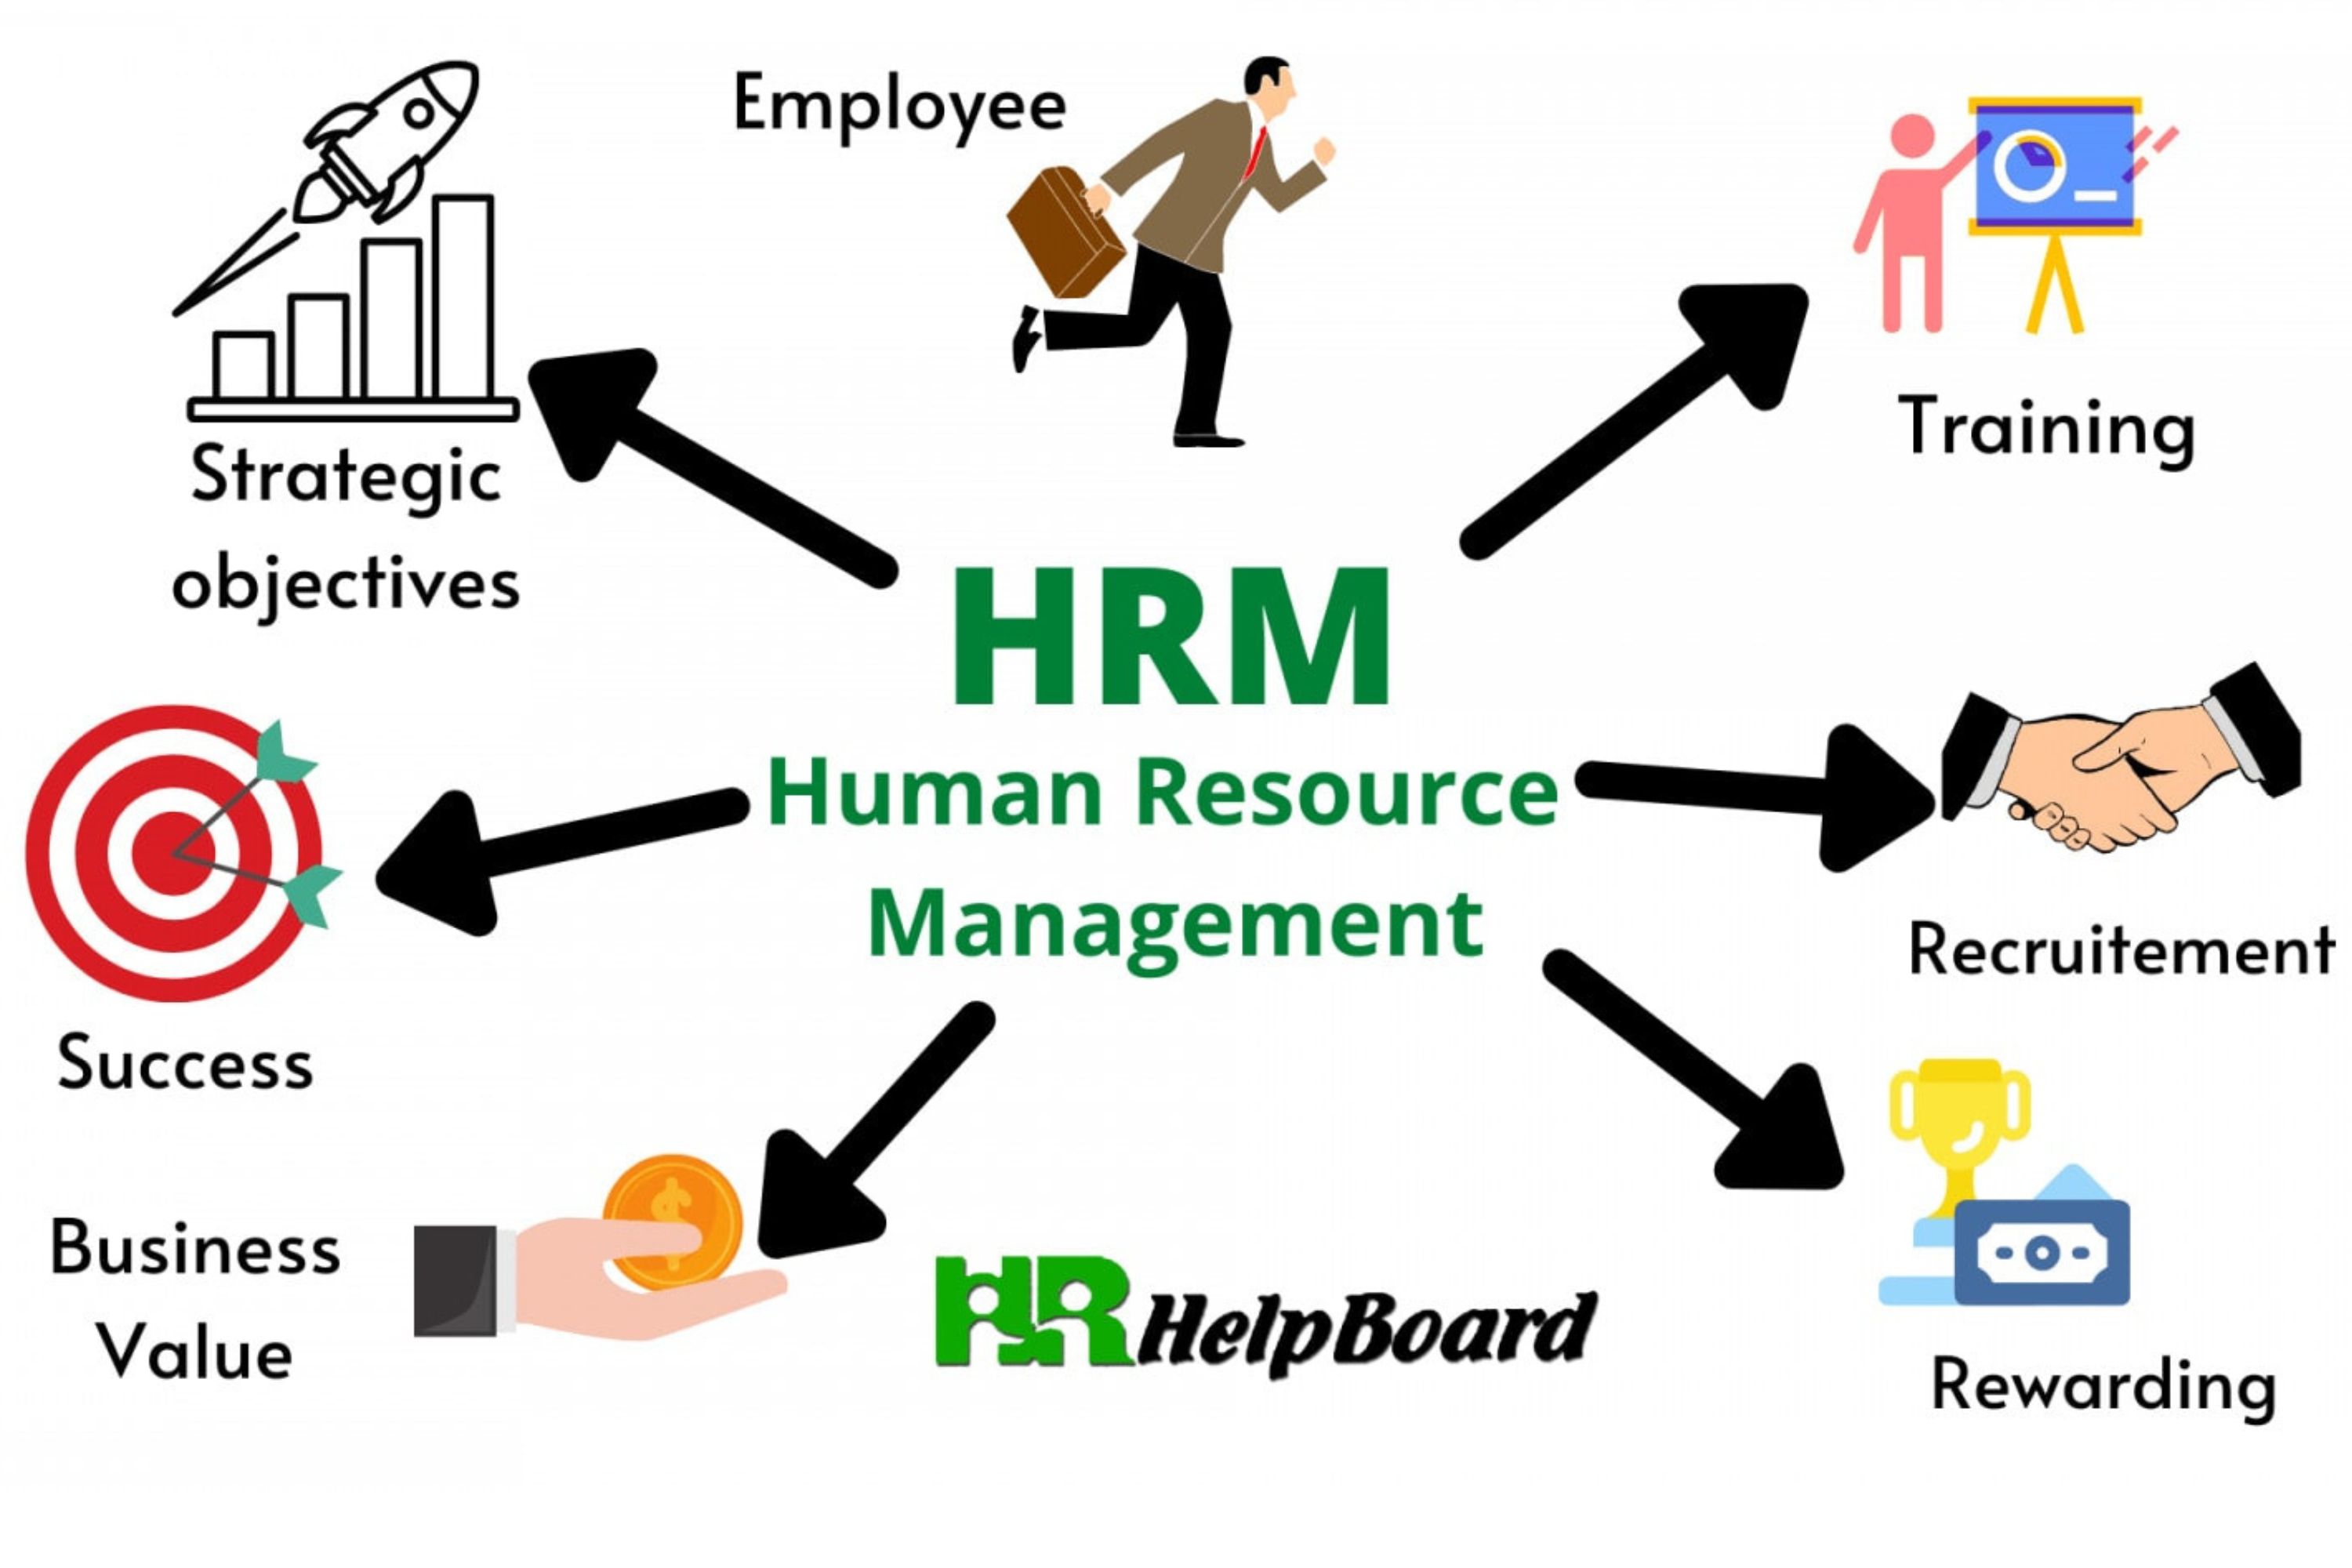 Employee
Training
Strategic
objectives
HRM
Human Resource
Management
Recruitement
Success
Business
Value
HR HelpBoard
Rewarding